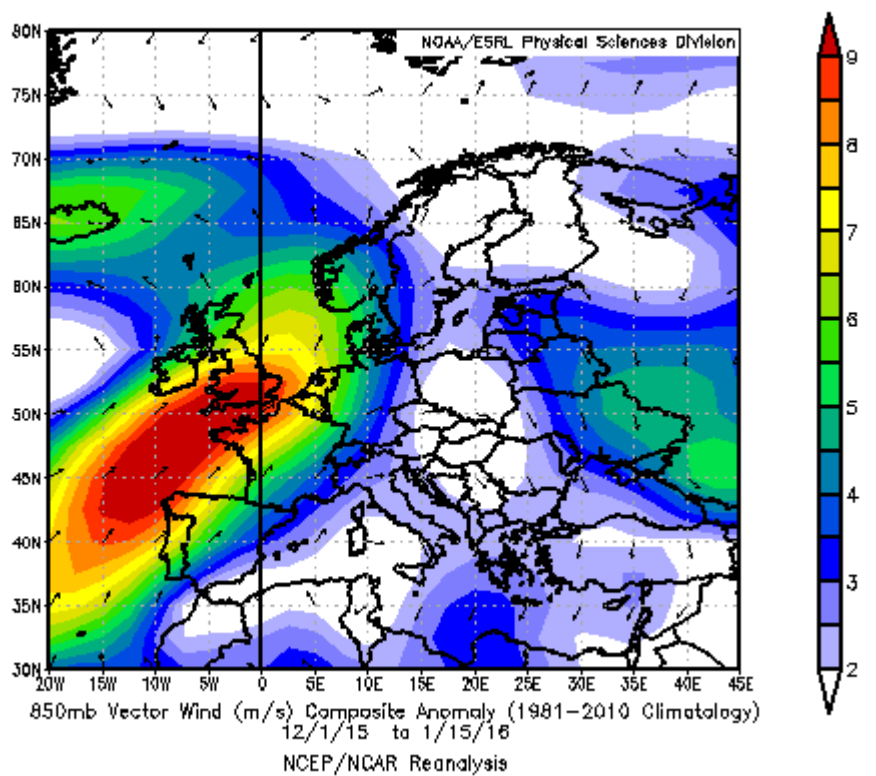 80N
NOAA/ESRL Physical Sciences Division
75N
70N
65N
60N
55N
50N
45N
40N
35N
30N
20W 15W 10W 5W 0 5E 10E 15E 20E 25E 30E 35E 40E 45E
9
8
7
6
5
4
3
2
850mb Vector Wind (m/s) Composite Anomaly (1981-2010 Climatology)
12/1/15 to 1/15/16
NCEP/NCAR Reanalysis